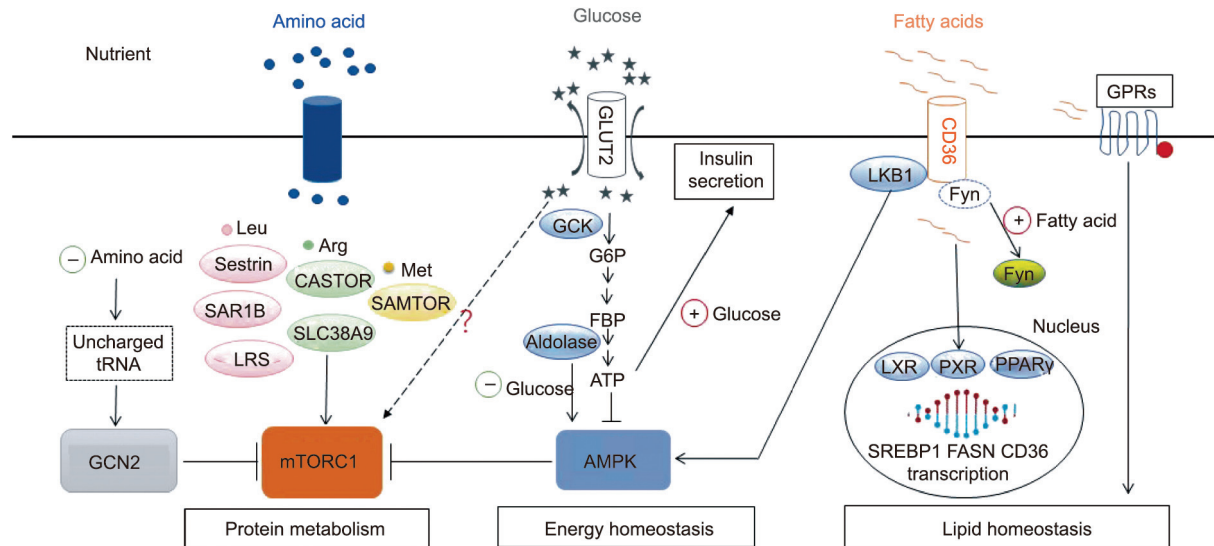 Amino acid
Glucose
Fatty acids
Nutrient
GPRs
GLUT2
CD36
Insulin
secretion
LKB1
Fyn
Leu
GCK
+ Fatty acid
− Amino acid
Arg
Sestrin
G6P
Met
CASTOR
Fyn
SAR1B
SAMTOR
?
FBP
+ Glucose
Nucleus
SLC38A9
Uncharged
tRNA
Aldolase
LRS
LXR
PXR
PPARγ
− Glucose
ATP
GCN2
mTORC1
AMPK
SREBP1 FASN CD36
transcription
Protein metabolism
Energy homeostasis
Lipid homeostasis